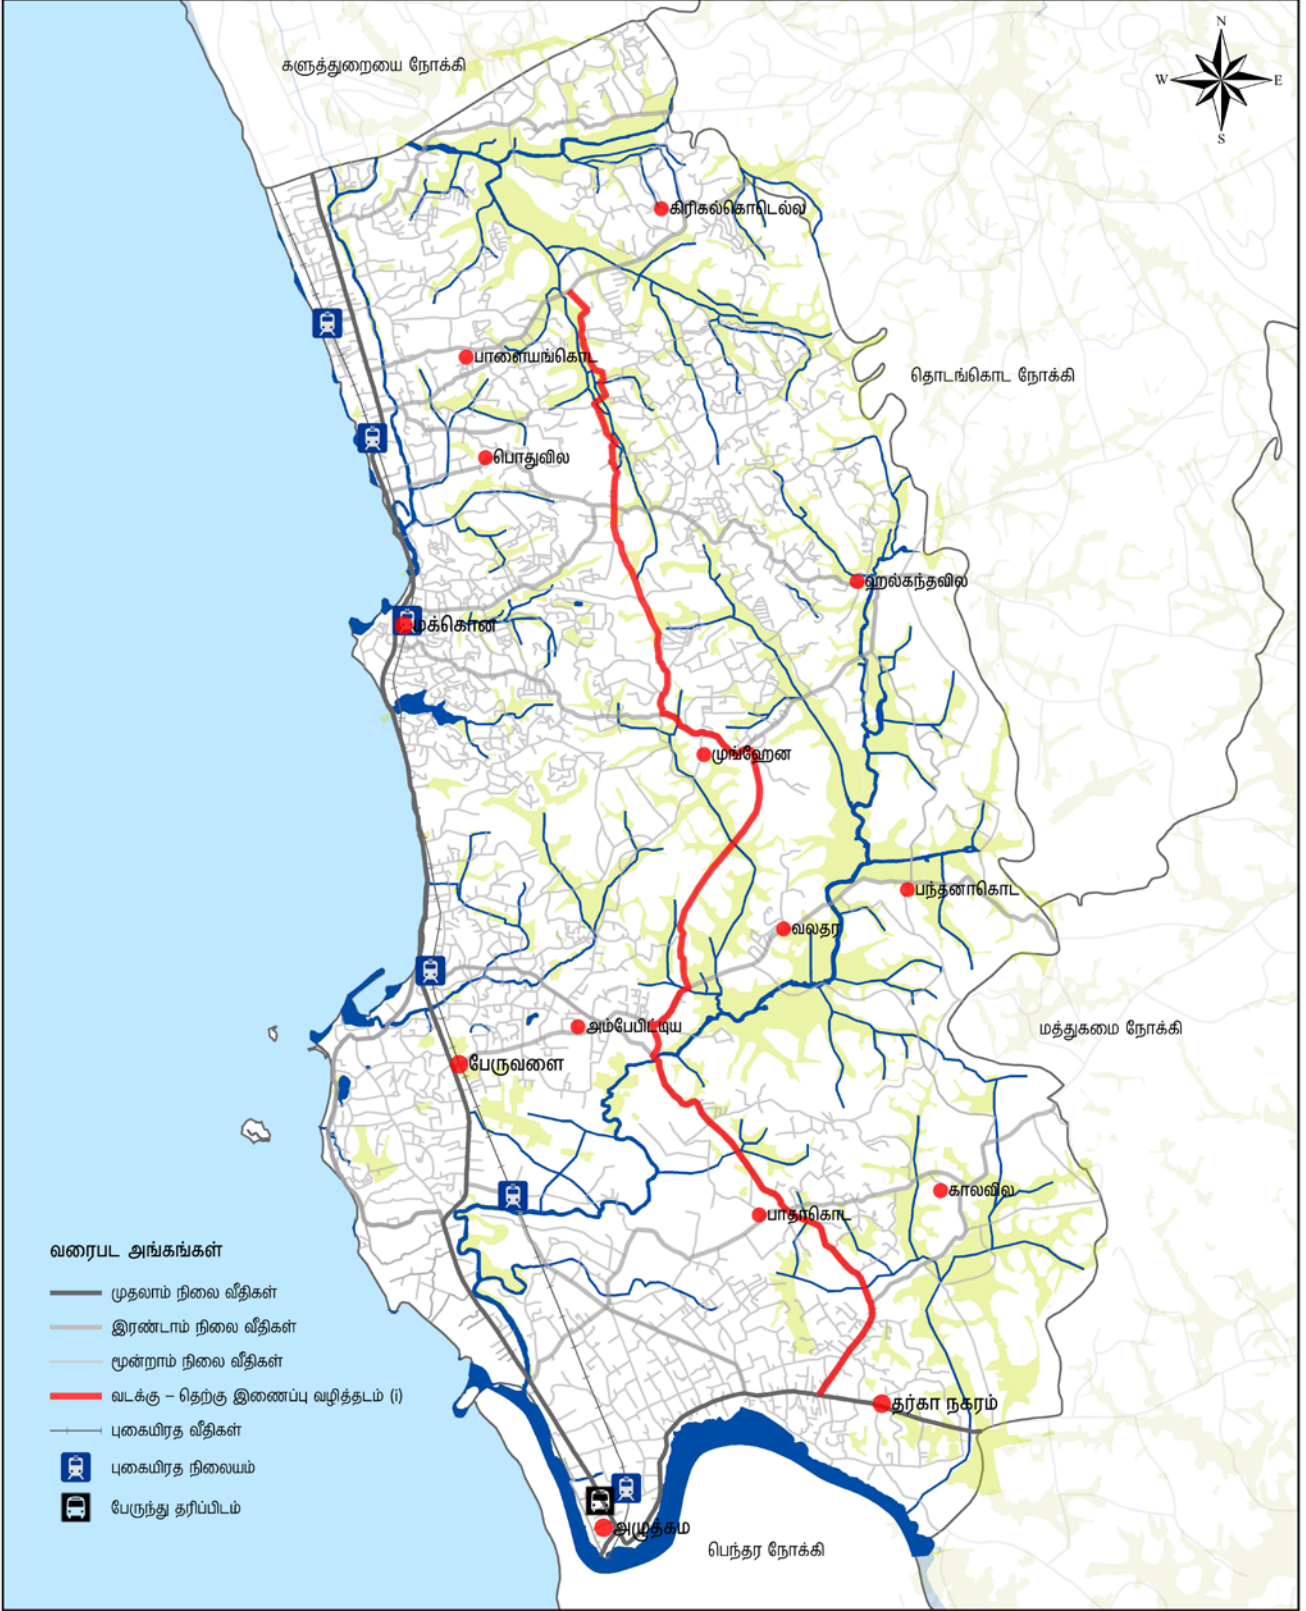 N
W
E
S
களுத்துறையை நோக்கி
கிரிகல்கொடெல்ல
பாளையங்கொட
தொடங்கொட நோக்கி
பொதுவில
ஹல்கந்தவில
மக்கொன
முங்ஹேன
பந்தனாகொட
வலதர
அம்பேபிட்டிய
மத்துகமை நோக்கி
பேருவளை
காலவில
பாதாகொட
வரைபட அங்கங்கள்
முதலாம் நிலை வீதிகள்
இரண்டாம் நிலை வீதிகள்
மூன்றாம் நிலை வீதிகள்
வடக்கு – தெற்கு இணைப்பு வழித்தடம் (i)
தர்கா நகரம்
புகையிரத வீதிகள்
புகையிரத நிலையம்
பேருந்து தரிப்பிடம்
அழுத்கம
பெந்தர நோக்கி